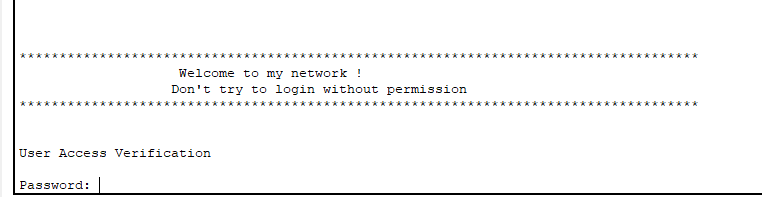 *************************************************************************************
Welcome to my network !
Don't try to login without permission
*************************************************************************************
User Access Verification
Password: